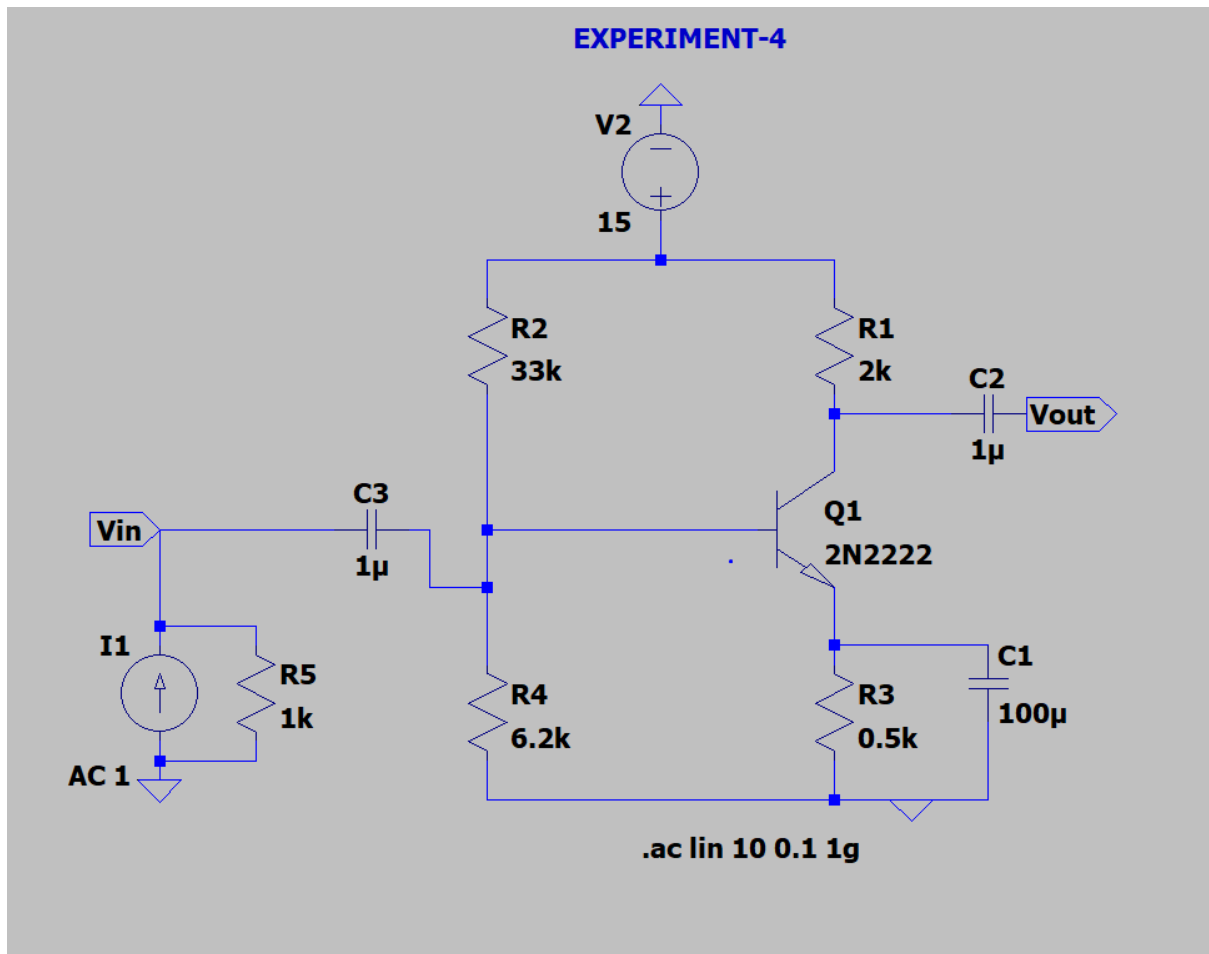 EXPERIMENT-4
V2
15
R2
33k
R1
2k
C2
1µ
Vout
C3
1µ
Vin
Q1
2N2222
I1
AC 1
R5
1k
R4
6.2k
R3
0.5k
C1
100µ
.ac lin 10 0.1 1g